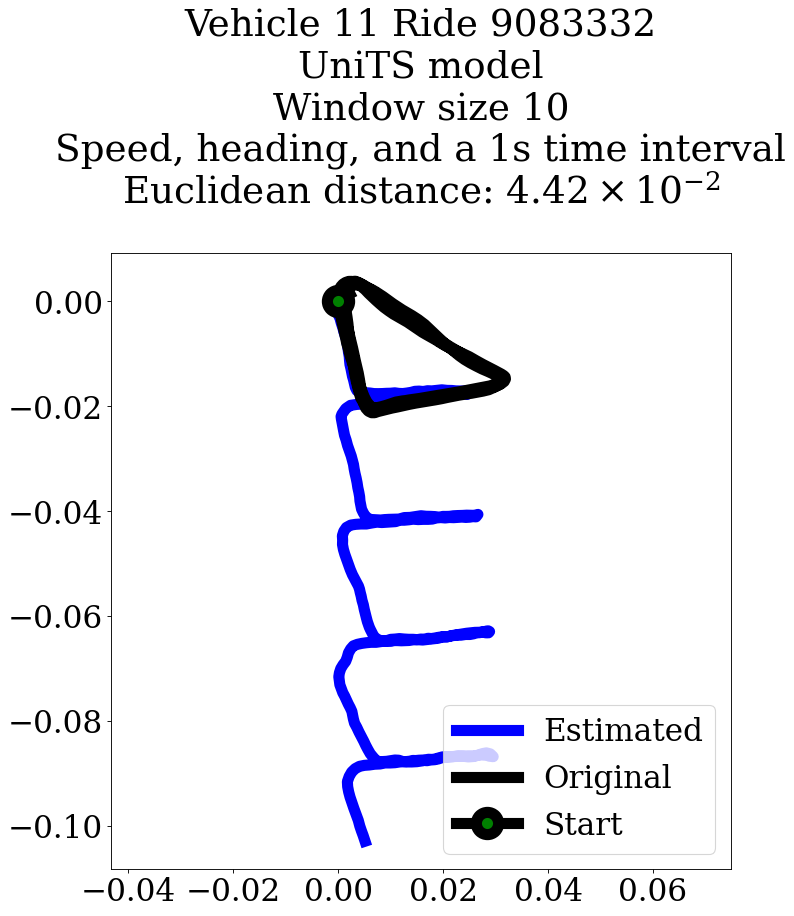 Vehicle 11 Ride 9083332
UniTS model
Window size 10
Speed, heading, and a 1s time interval
Euclidean distance: 4.42 × 10⁻²
0.00
−0.02
−0.04
−0.06
−0.08
−0.10
Estimated
Original
Start
−0.04 −0.02 0.00 0.02 0.04 0.06